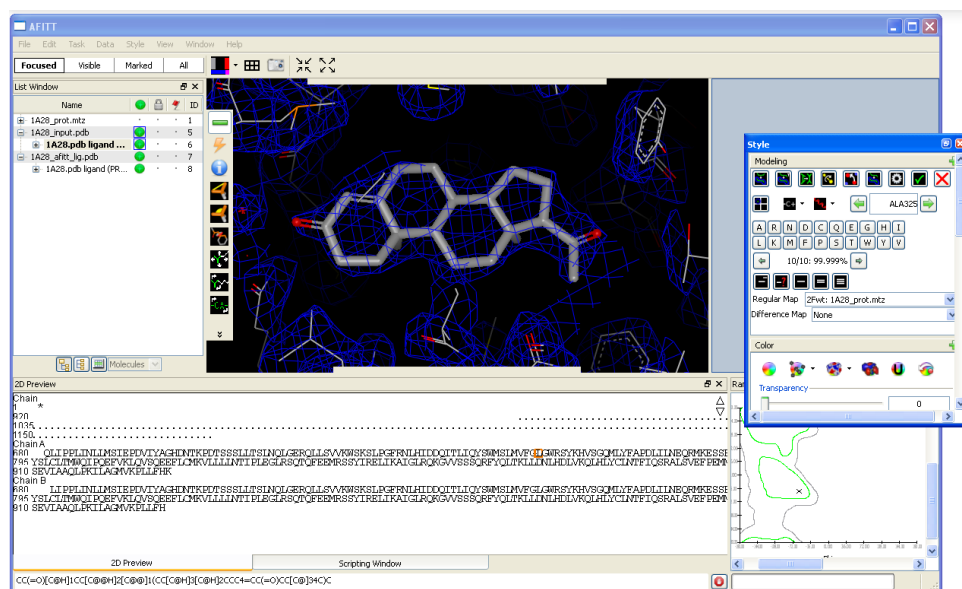 AFITT
File Edit Task Data Style View Window Help
Focused Visible Marked All
List Window
Name ID
1A28_prot.mtz 1
1A28_input.pdb 5
1A28.pdb ligand ... 6
1A28_afitt_lig.pdb 7
1A28.pdb ligand (PR... 8
Molecules
Style
Modeling
C
ALA325
A R N D C Q E G H I
L K M F P S T W Y V
10/10: 99.999%
Regular Map 2Fwt: 1A28_prot.mtz
Difference Map None
Color
Transparency
0
2D Preview
Chain
1 *
920
1035
1150
Chain A
680 QLIPPLINLLMSIEPDVIYAGHDNTKPDTSSSLLTSLNQLGERQLLSVVKWSKSLPGFRNLHIDDQITLIQYSWMSLMVFGLGWRSYKHVSGQMLYFAPDLILNEQRMKESSF
795 YSLCLTMWQIPQEFVKLQVSQEEFLCMKVLLLLNTIPLEGLRSQTQFEEMRSSYIRELIKAIGLRQKGVVSSSQRFYQLTKLLDNLHDLVKQLHLYCLNTFIQSRALSVEFPEMM
910 SEVIAAQLPKILAGMVKPLLFHK
Chain B
680 LIPPLINLLMSIEPDVIYAGHDNTKPDTSSSLLTSLNQLGERQLLSVVKWSKSLPGFRNLHIDDQITLIQYSWMSLMVFGLGWRSYKHVSGQMLYFAPDLILNEQRMKESSF
795 YSLCLTMWQIPQEFVKLQVSQEEFLCMKVLLLLNTIPLEGLRSQTQFEEMRSSYIRELIKAIGLRQKGVVSSSQRFYQLTKLLDNLHDLVKQLHLYCLNTFIQSRALSVEFPEMM
910 SEVIAAQLPKILAGMVKPLLFH
2D Preview Scripting Window
CC(=O)[C@H]1CC[C@@H]2[C@@]1(CC[C@H]3[C@H]2CCC4=CC(=O)CC[C@]34C)C